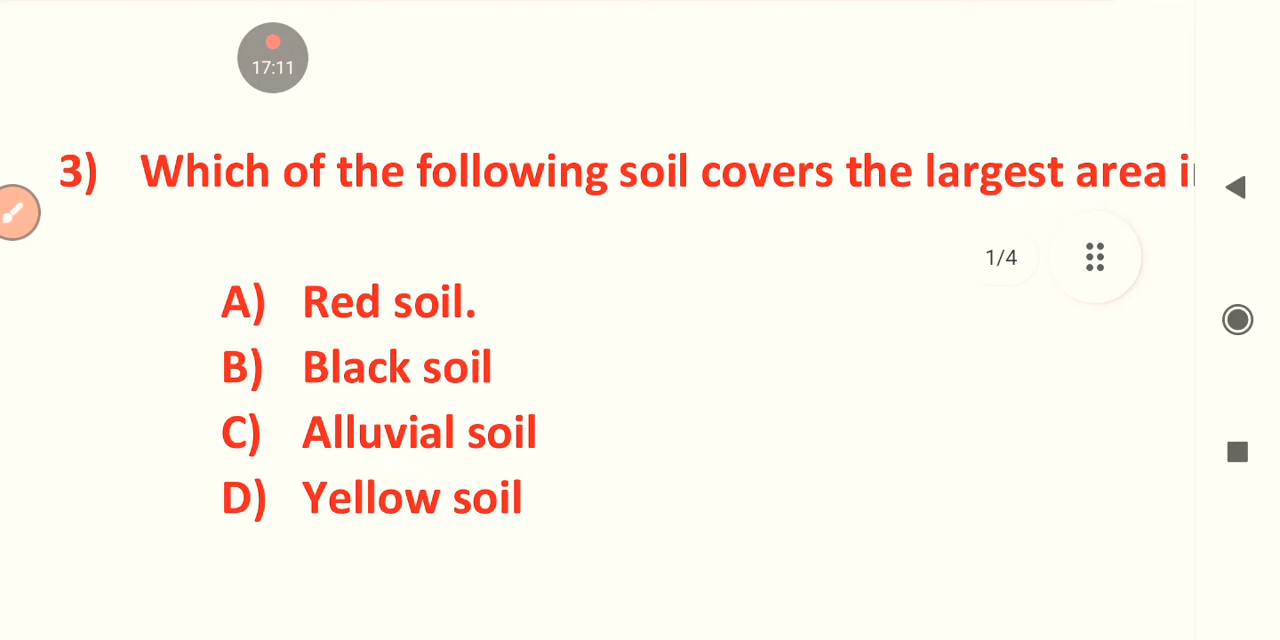 17:11
3) Which of the following soil covers the largest area
1/4
A) Red soil.
B) Black soil
C) Alluvial soil
D) Yellow soil